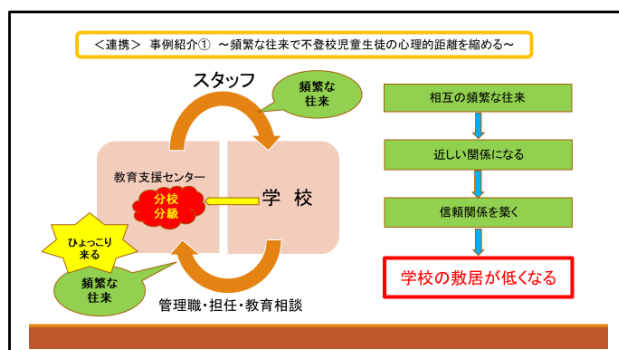 ＜連携＞ 事例紹介① ～頻繁な往来で不登校児童生徒の心理的距離を縮める～
スタッフ
頻繁な
往来
教育支援センター
分校
分級
学 校
ひょっこり
来る
頻繁な
往来
管理職・担任・教育相談
相互の頻繁な往来
近しい関係になる
信頼関係を築く
学校の敷居が低くなる